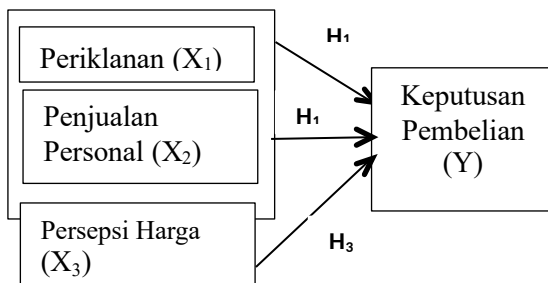 H₁
Periklanan (X₁)
Penjualan
Personal (X₂)
H₁
Keputusan
Pembelian
(Y)
Persepsi Harga
(X₃)
H₃